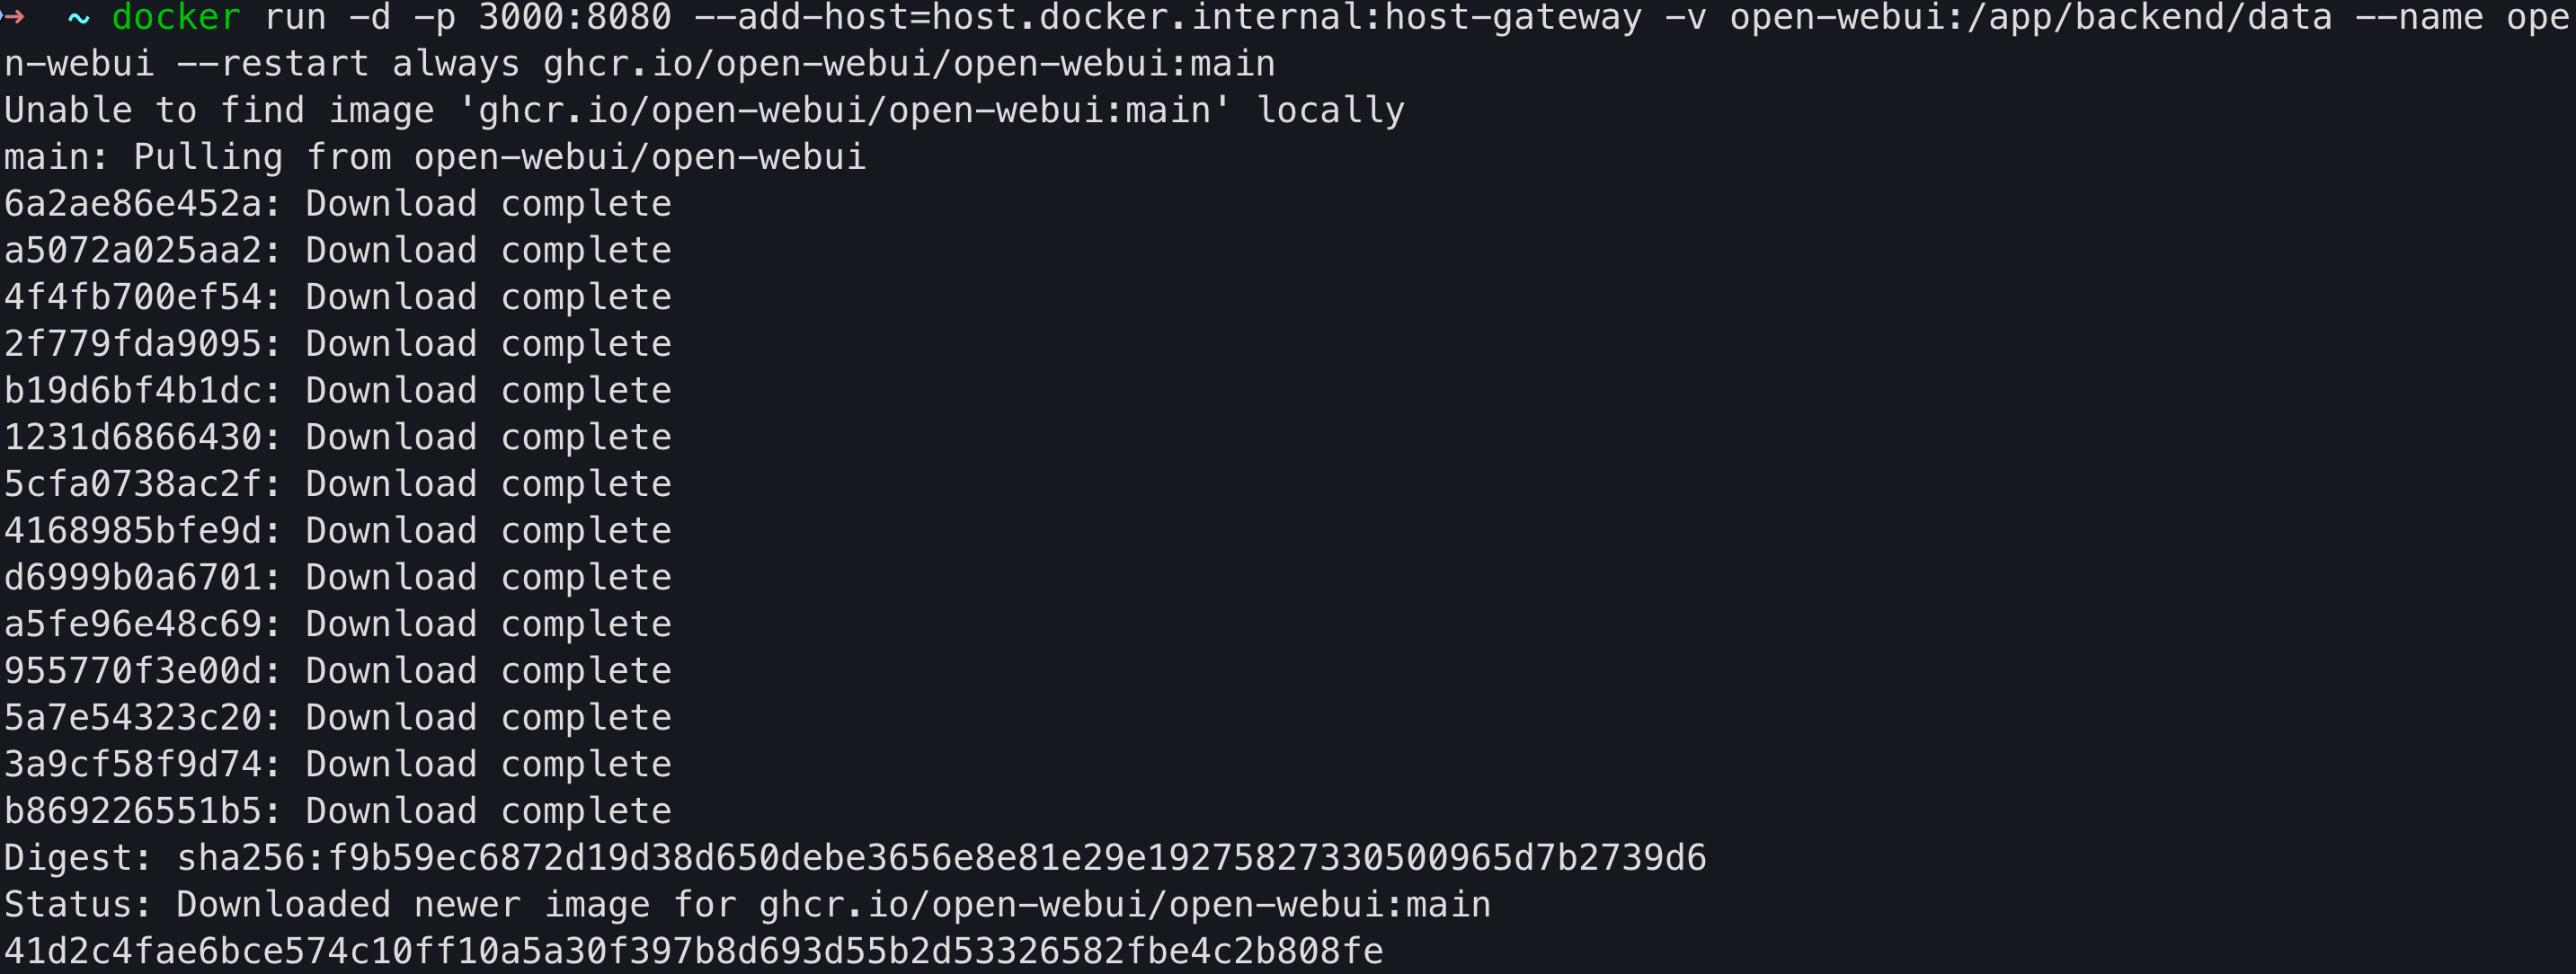 ➜  ~ docker run -d -p 3000:8080 --add-host=host.docker.internal:host-gateway -v open-webui:/app/backend/data --name ope
n-webui --restart always ghcr.io/open-webui/open-webui:main
Unable to find image 'ghcr.io/open-webui/open-webui:main' locally
main: Pulling from open-webui/open-webui
6a2ae86e452a: Download complete
a5072a025aa2: Download complete
4f4fb700ef54: Download complete
2f779fda9095: Download complete
b19d6bf4b1dc: Download complete
1231d6866430: Download complete
5cfa0738ac2f: Download complete
4168985bfe9d: Download complete
d6999b0a6701: Download complete
a5fe96e48c69: Download complete
955770f3e00d: Download complete
5a7e54323c20: Download complete
3a9cf58f9d74: Download complete
b869226551b5: Download complete
Digest: sha256:f9b59ec6872d19d38d650debe3656e8e81e29e19275827330500965d7b2739d6
Status: Downloaded newer image for ghcr.io/open-webui/open-webui:main
41d2c4fae6bce574c10ff10a5a30f397b8d693d55b2d53326582fbe4c2b808fe